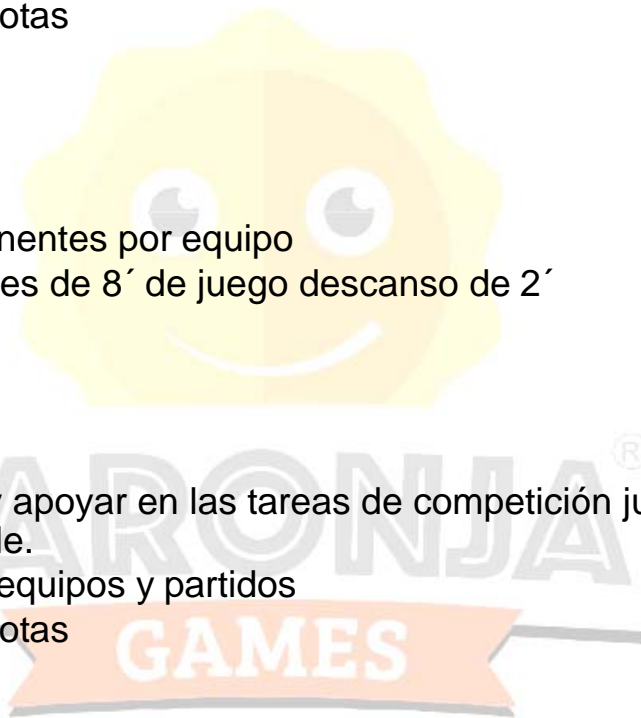 otas
nentes por equipo
es de 8´ de juego descanso de 2´
y apoyar en las tareas de competición ju
le.
equipos y partidos
otas
ARONJA®
GAMES